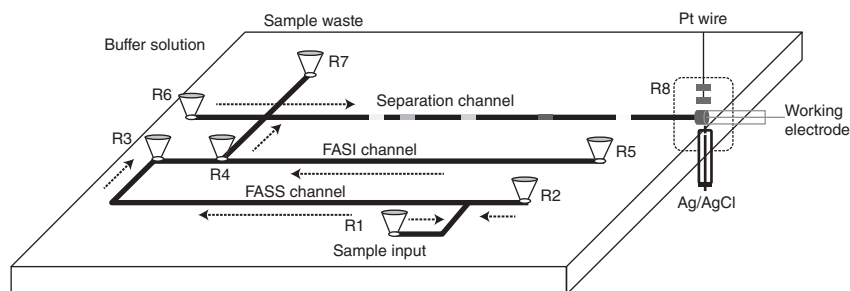 Sample waste
Pt wire
Buffer solution
R7
R8
R6
Separation channel
Working
electrode
R3
FASI channel
R5
R4
FASS channel
R2
Ag/AgCl
R1
Sample input